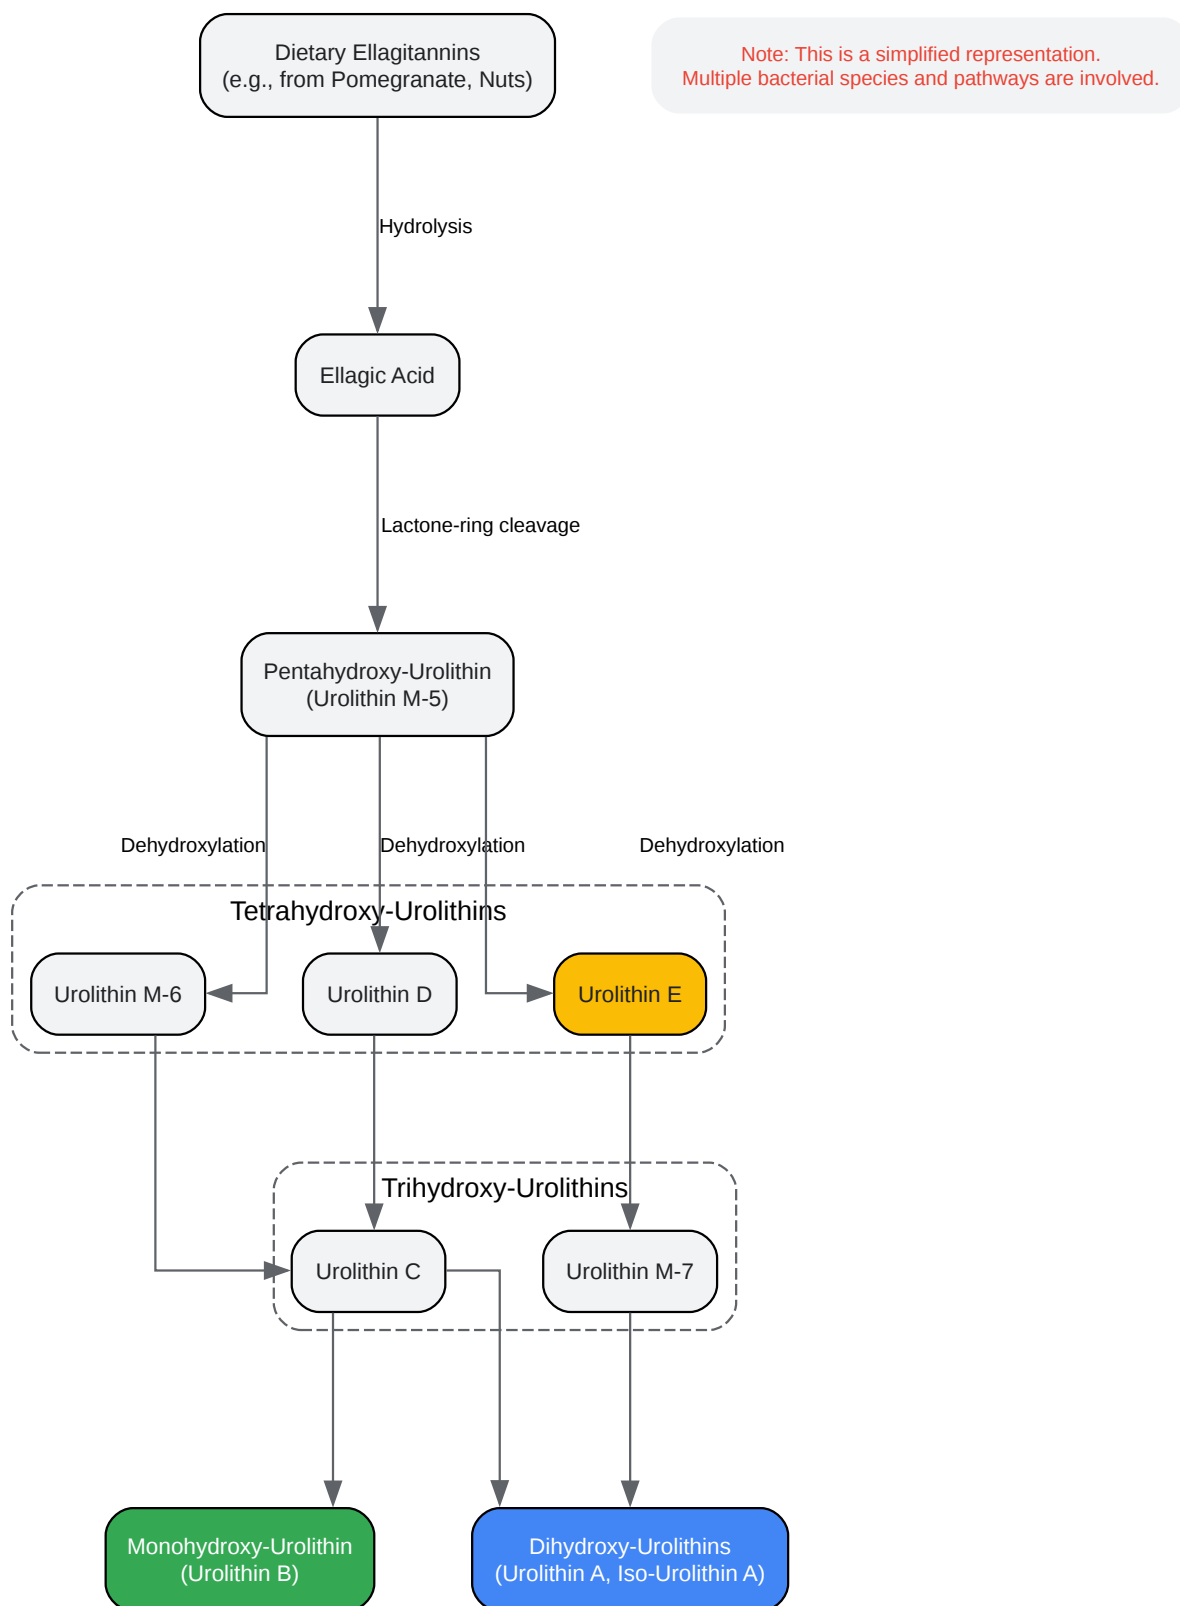 Dietary Ellagitannins
(e.g., from Pomegranate, Nuts)
Note: This is a simplified representation.
Multiple bacterial species and pathways are involved.
Hydrolysis
Ellagic Acid
Lactone-ring cleavage
Pentahydroxy-Urolithin
(Urolithin M-5)
Dehydroxylation
Dehydroxylation
Dehydroxylation
Tetrahydroxy-Urolithins
Urolithin M-6
Urolithin D
Urolithin E
Trihydroxy-Urolithins
Urolithin C
Urolithin M-7
Monohydroxy-Urolithin
(Urolithin B)
Dihydroxy-Urolithins
(Urolithin A, Iso-Urolithin A)